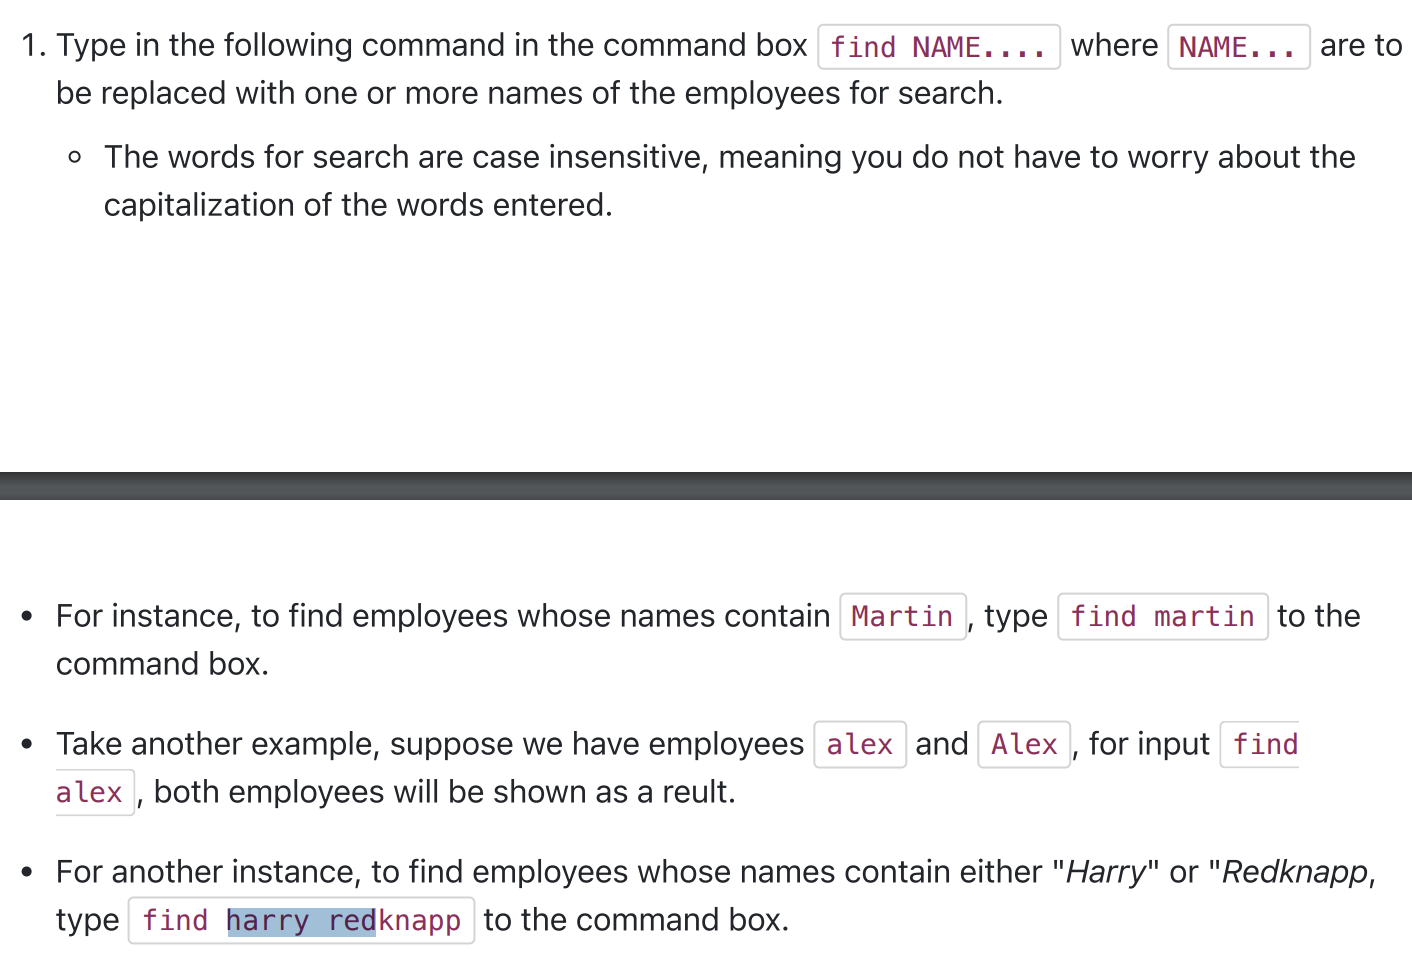 1. Type in the following command in the command box find NAME.... where NAME... are to
be replaced with one or more names of the employees for search.
◦ The words for search are case insensitive, meaning you do not have to worry about the
capitalization of the words entered.
• For instance, to find employees whose names contain Martin, type find martin to the
command box.
• Take another example, suppose we have employees alex and Alex, for input find
alex, both employees will be shown as a reult.
• For another instance, to find employees whose names contain either "Harry" or "Redknapp,
type find harry redknapp to the command box.